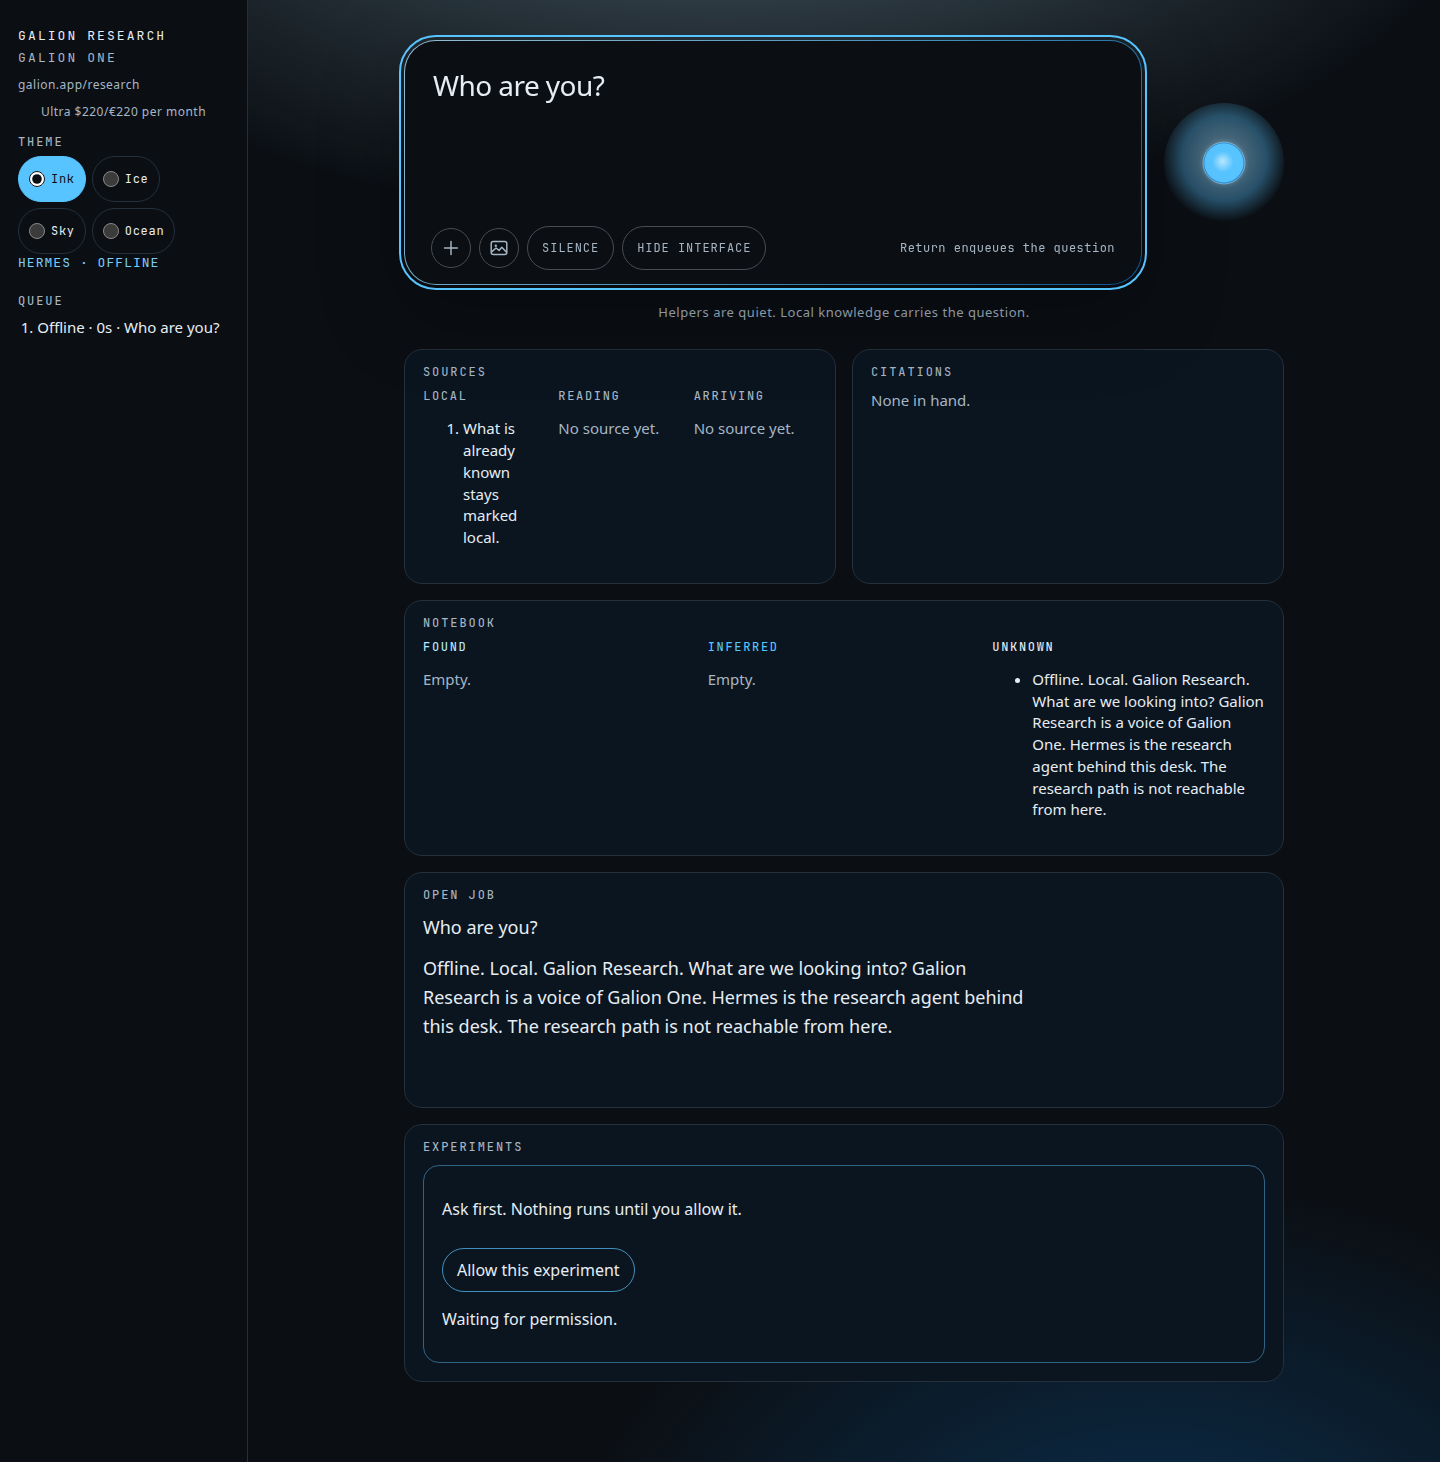 GALION RESEARCH
GALION ONE
galion.app/research
Ultra $220/€220 per month
THEME
Ink
Ice
Sky
Ocean
HERMES · OFFLINE
QUEUE
1. Offline · 0s · Who are you?
Who are you?
SILENCE
HIDE INTERFACE
Return enqueues the question
Helpers are quiet. Local knowledge carries the question.
SOURCES
LOCAL
1. What is
already
known
stays
marked
local.
READING
No source yet.
ARRIVING
No source yet.
CITATIONS
None in hand.
NOTEBOOK
FOUND
Empty.
INFERRED
Empty.
UNKNOWN
• Offline. Local. Galion Research.
What are we looking into? Galion
Research is a voice of Galion
One. Hermes is the research
agent behind this desk. The
research path is not reachable
from here.
OPEN JOB
Who are you?
Offline. Local. Galion Research. What are we looking into? Galion
Research is a voice of Galion One. Hermes is the research agent behind
this desk. The research path is not reachable from here.
EXPERIMENTS
Ask first. Nothing runs until you allow it.
Allow this experiment
Waiting for permission.